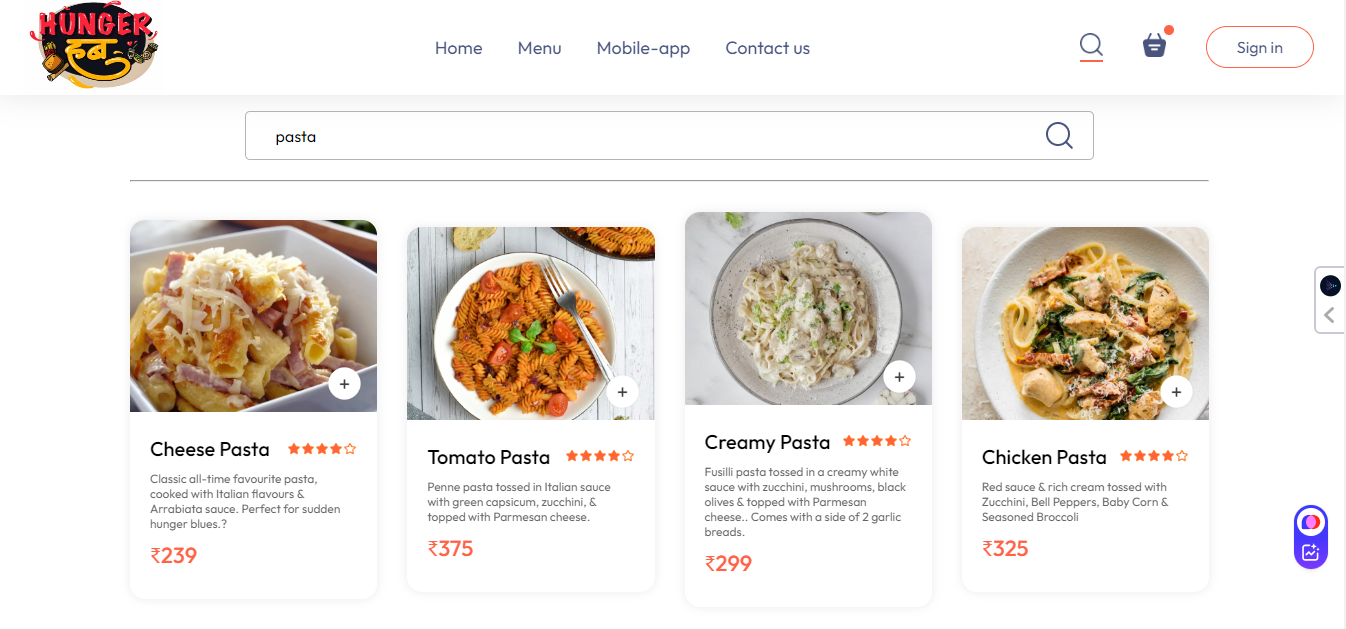 HUNGER
हब
Home Menu Mobile-app Contact us
Sign in
pasta
Cheese Pasta
Classic all-time favourite pasta,
cooked with Italian flavours &
Arrabiata sauce. Perfect for sudden
hunger blues.?
₹239
Tomato Pasta
Penne pasta tossed in Italian sauce
with green capsicum, zucchini, &
topped with Parmesan cheese.
₹375
Creamy Pasta
Fusilli pasta tossed in a creamy white
sauce with zucchini, mushrooms, black
olives & topped with Parmesan
cheese.. Comes with a side of 2 garlic
breads.
₹299
Chicken Pasta
Red sauce & rich cream tossed with
Zucchini, Bell Peppers, Baby Corn &
Seasoned Broccoli
₹325